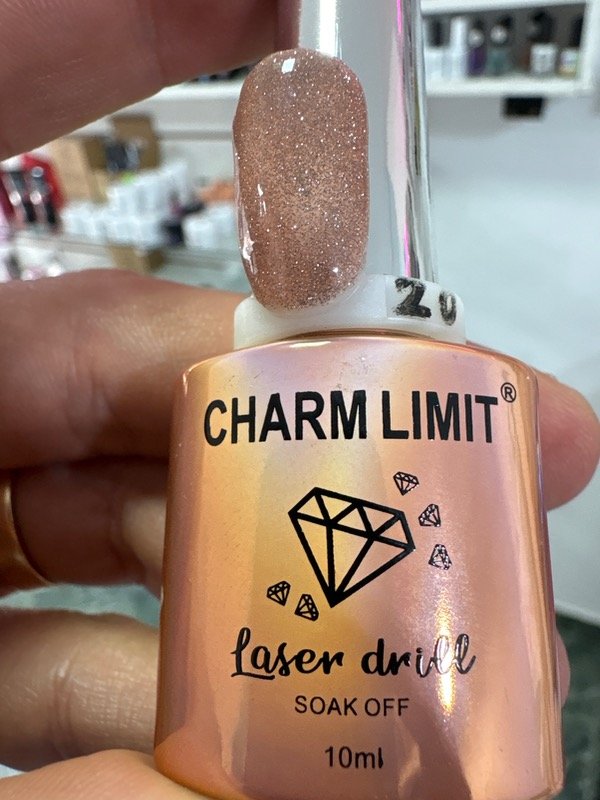 20
CHARM LIMIT®
Laser drill
SOAK OFF
10ml